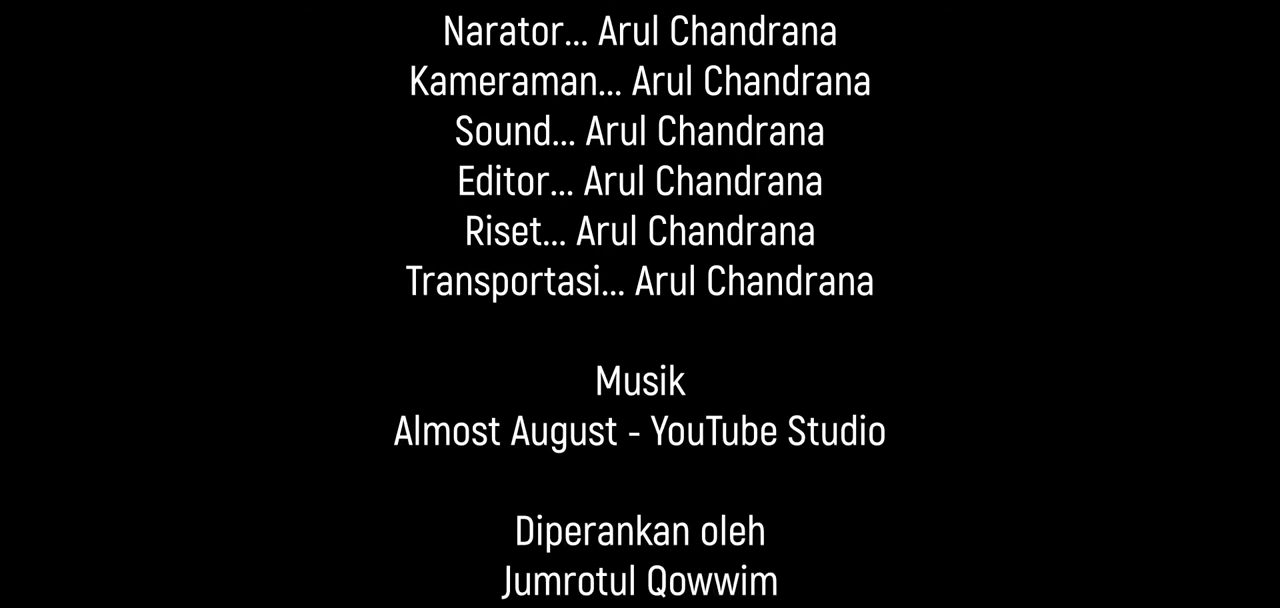 Narator... Arul Chandrana
Kameraman... Arul Chandrana
Sound... Arul Chandrana
Editor... Arul Chandrana
Riset... Arul Chandrana
Transportasi... Arul Chandrana
Musik
Almost August - YouTube Studio
Diperankan oleh
Jumrotul Qowwim